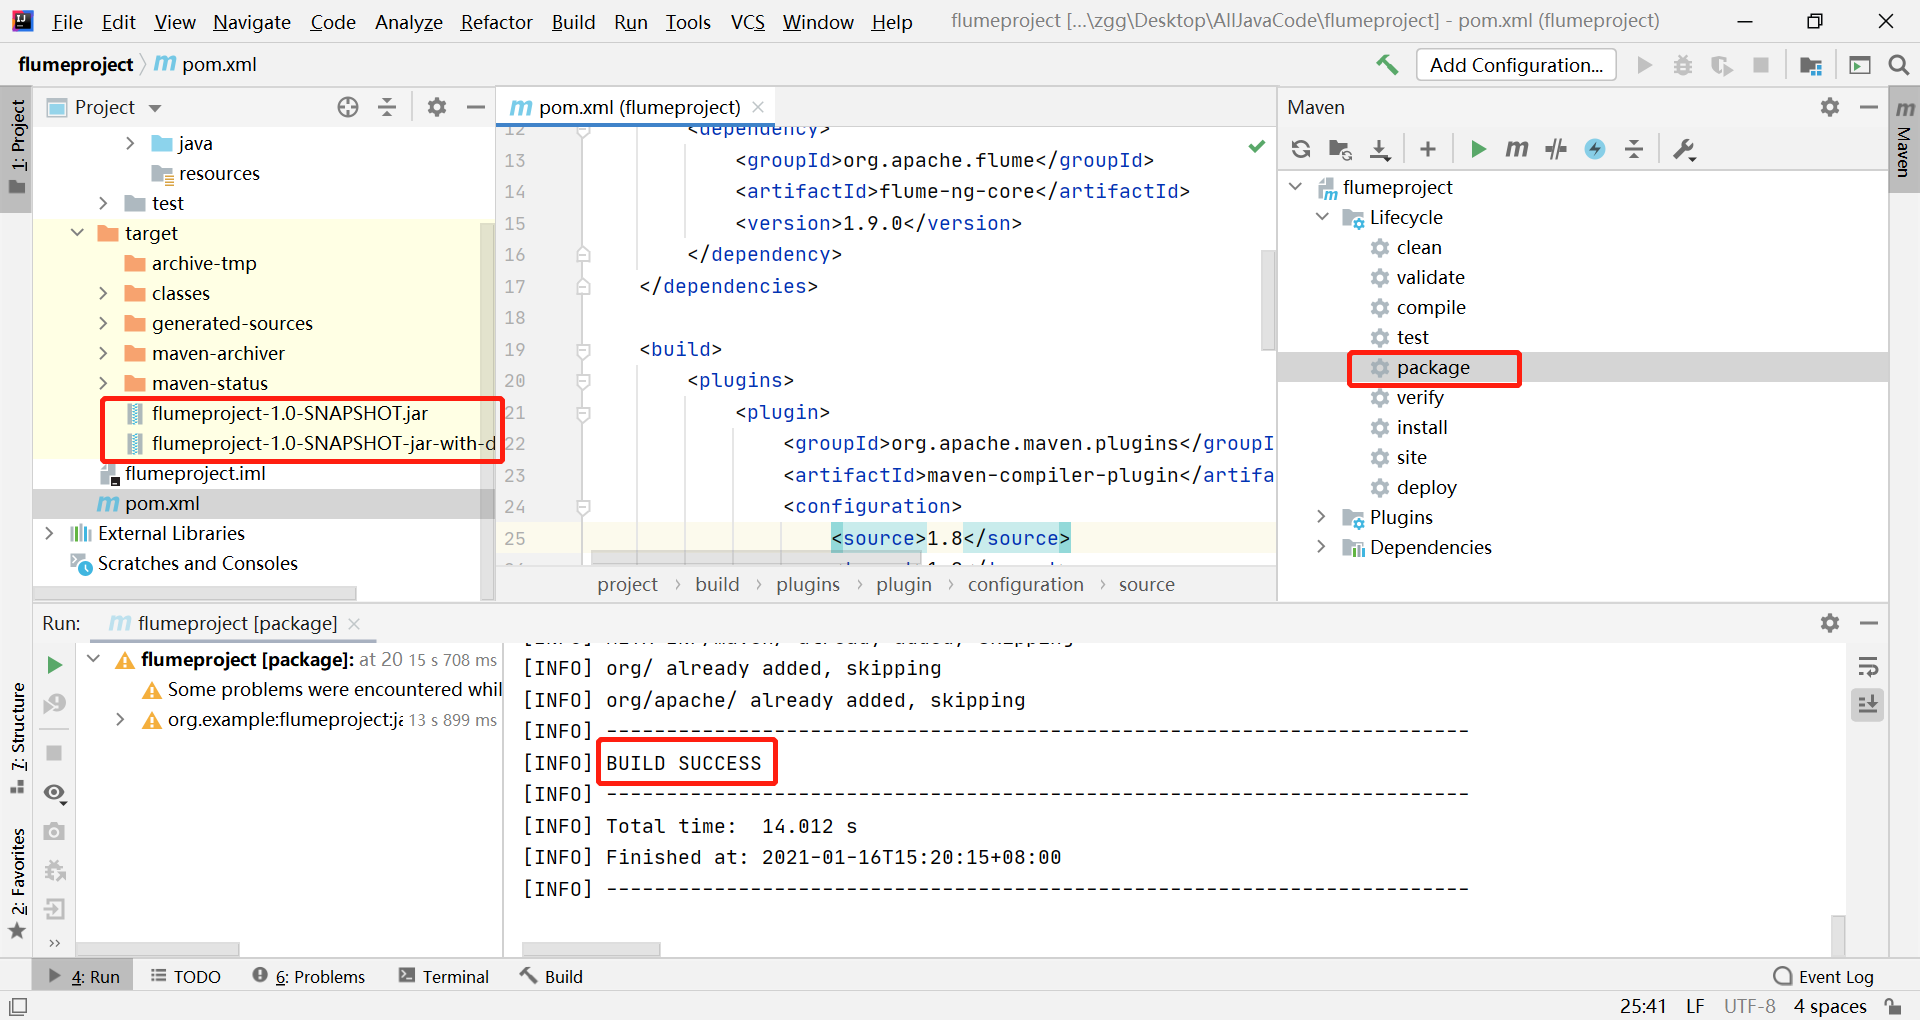 File Edit View Navigate Code Analyze Refactor Build Run Tools VCS Window Help flumeproject [...\zgg\Desktop\AllJavaCode\flumeproject] - pom.xml (flumeproject)
flumeproject pom.xml
Add Configuration...
1: Project
Project
java
resources
test
target
archive-tmp
classes
generated-sources
maven-archiver
maven-status
flumeproject-1.0-SNAPSHOT.jar
flumeproject-1.0-SNAPSHOT-jar-with-d
flumeproject.iml
pom.xml
External Libraries
Scratches and Consoles
pom.xml (flumeproject)
12 <dependency>
13 <groupId>org.apache.flume</groupId>
14 <artifactId>flume-ng-core</artifactId>
15 <version>1.9.0</version>
16 </dependency>
17 </dependencies>
18
19 <build>
20 <plugins>
21 <plugin>
22 <groupId>org.apache.maven.plugins</groupI
23 <artifactId>maven-compiler-plugin</artifa
24 <configuration>
25 <source>1.8</source>
project › build › plugins › plugin › configuration › source
Maven
Maven
flumeproject
Lifecycle
clean
validate
compile
test
package
verify
install
site
deploy
Plugins
Dependencies
Run: flumeproject [package]
7: Structure
2: Favorites
flumeproject [package]: at 20 15 s 708 ms
Some problems were encountered whil
org.example:flumeproject:ja 13 s 899 ms
already added, skipping
[INFO] org/ already added, skipping
[INFO] org/apache/ already added, skipping
[INFO] ------------------------------------------------------------------------
[INFO] BUILD SUCCESS
[INFO] ------------------------------------------------------------------------
[INFO] Total time:  14.012 s
[INFO] Finished at: 2021-01-16T15:20:15+08:00
[INFO] ------------------------------------------------------------------------
4: Run TODO 6: Problems Terminal Build Event Log
25:41 LF UTF-8 4 spaces